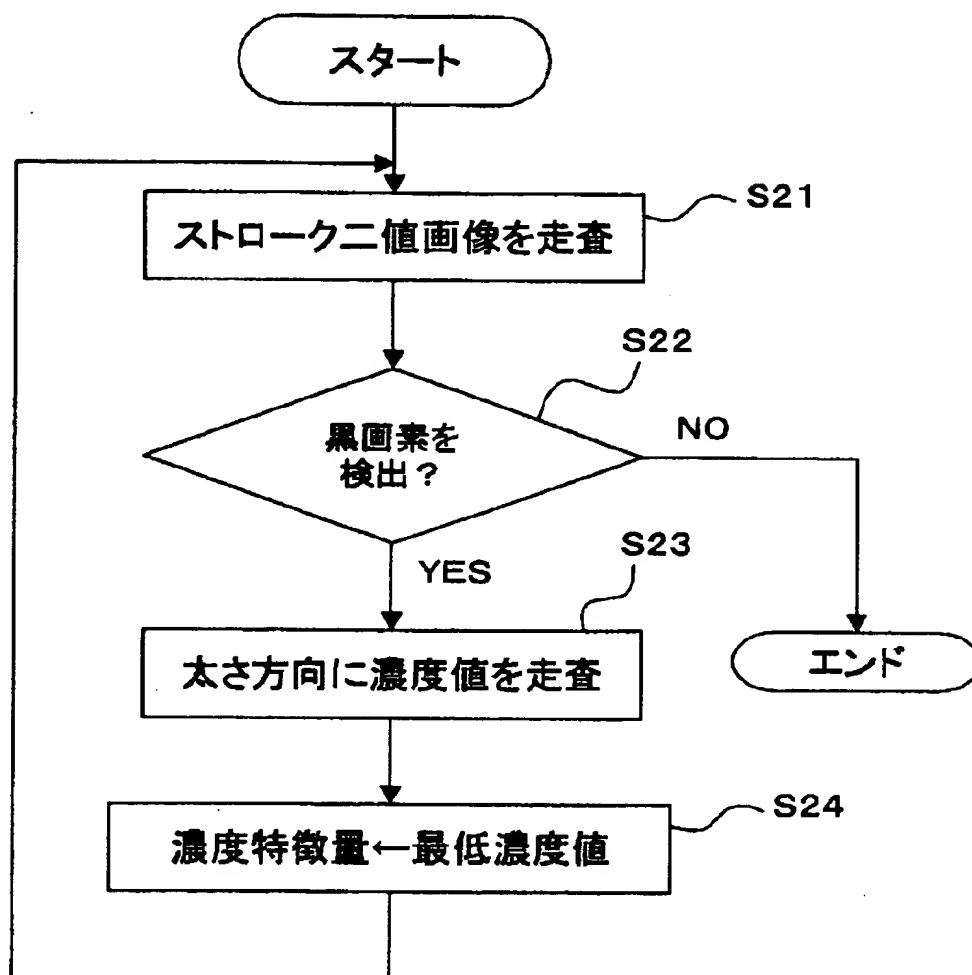 スタート
S21
ストローク二値画像を走査
S22
黒画素を
検出？
NO
YES
S23
太さ方向に濃度値を走査
エンド
S24
濃度特徴量←最低濃度値